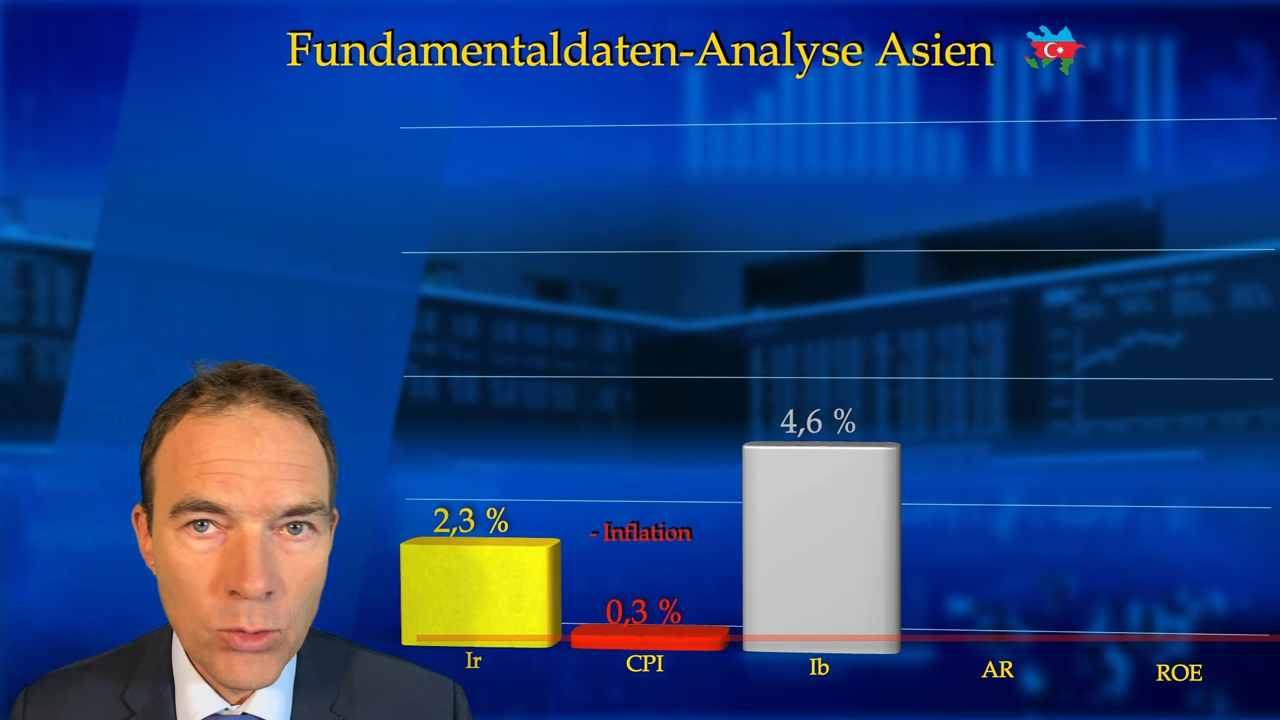 Fundamentaldaten-Analyse Asien
4,6 %
2,3 %
- Inflation
0,3 %
Ir
CPI
Ib
AR
ROE